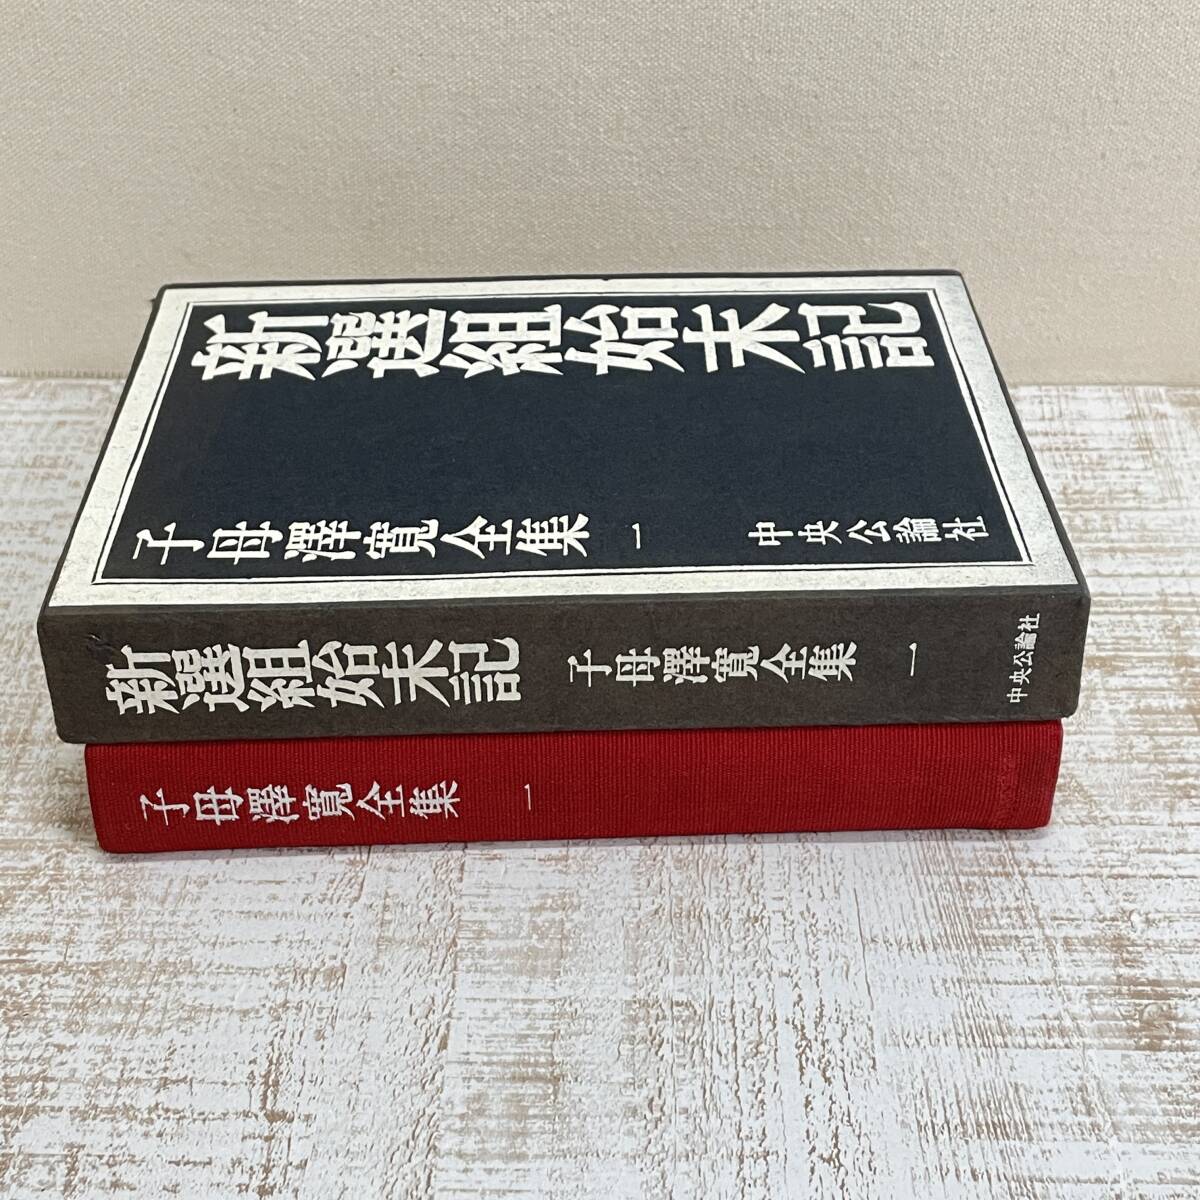 新選組始末記
子母澤寛全集 一
中央公論社
新選組始末記 子母澤寛全集 一 中央公論社
子母澤寛全集 一